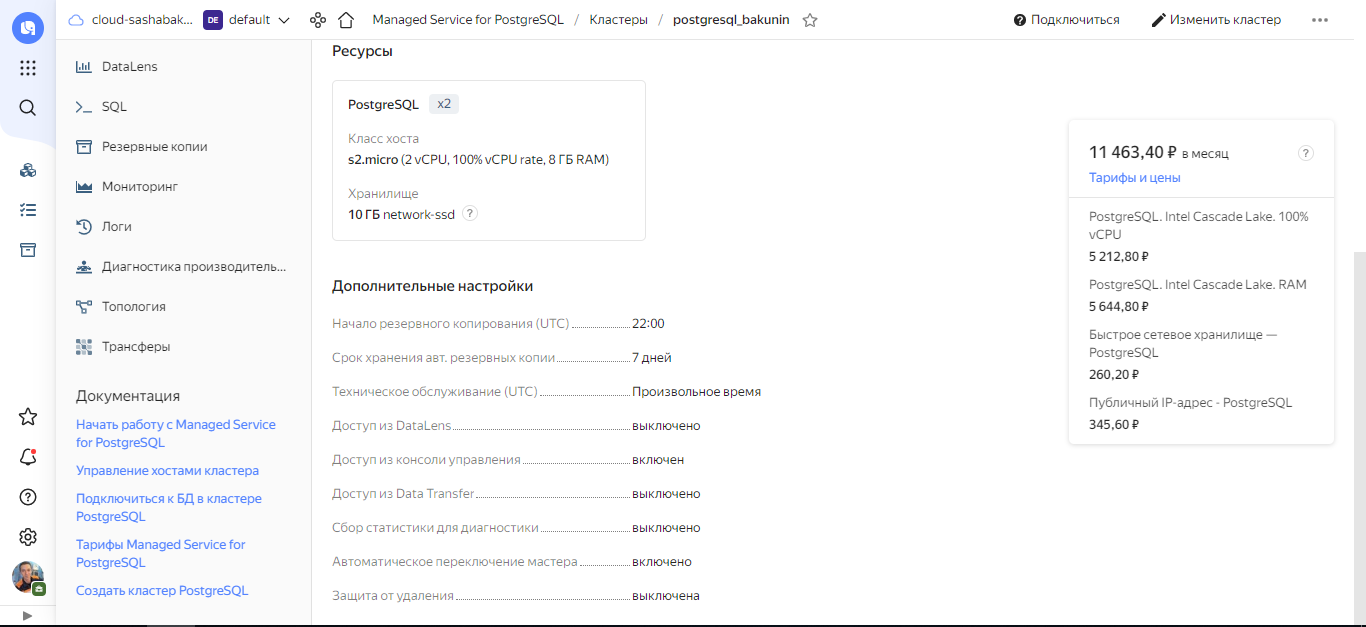 cloud-sashabak... DE default Managed Service for PostgreSQL / Кластеры / postgresql_bakunin Подключиться Изменить кластер
DataLens
SQL
Резервные копии
Мониторинг
Логи
Диагностика производитель...
Топология
Трансферы
Документация
Начать работу с Managed Service
for PostgreSQL
Управление хостами кластера
Подключиться к БД в кластере
PostgreSQL
Тарифы Managed Service for
PostgreSQL
Создать кластер PostgreSQL
Ресурсы
PostgreSQL x2
Класс хоста
s2.micro (2 vCPU, 100% vCPU rate, 8 ГБ RAM)
Хранилище
10 ГБ network-ssd ?
Дополнительные настройки
Начало резервного копирования (UTC) 22:00
Срок хранения авт. резервных копии 7 дней
Техническое обслуживание (UTC) Произвольное время
Доступ из DataLens выключено
Доступ из консоли управления включен
Доступ из Data Transfer выключено
Сбор статистики для диагностики выключено
Автоматическое переключение мастера включено
Защита от удаления выключена
11 463,40 ₽ в месяц ?
Тарифы и цены
PostgreSQL. Intel Cascade Lake. 100%
vCPU
5 212,80 ₽
PostgreSQL. Intel Cascade Lake. RAM
5 644,80 ₽
Быстрое сетевое хранилище —
PostgreSQL
260,20 ₽
Публичный IP-адрес - PostgreSQL
345,60 ₽